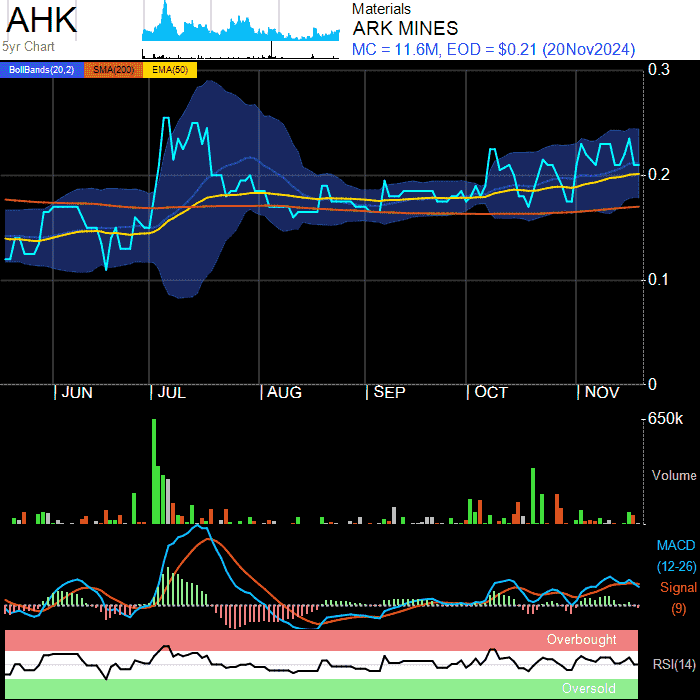 AHK
5yr Chart
Materials
ARK MINES
MC = 11.6M, EOD = $0.21 (20Nov2024)
BollBands(20,2) SMA(200) EMA(50)
0.3
0.2
0.1
0
JUN JUL AUG SEP OCT NOV
650k
Volume
MACD
(12-26)
Signal
(9)
Overbought
RSI(14)
Oversold